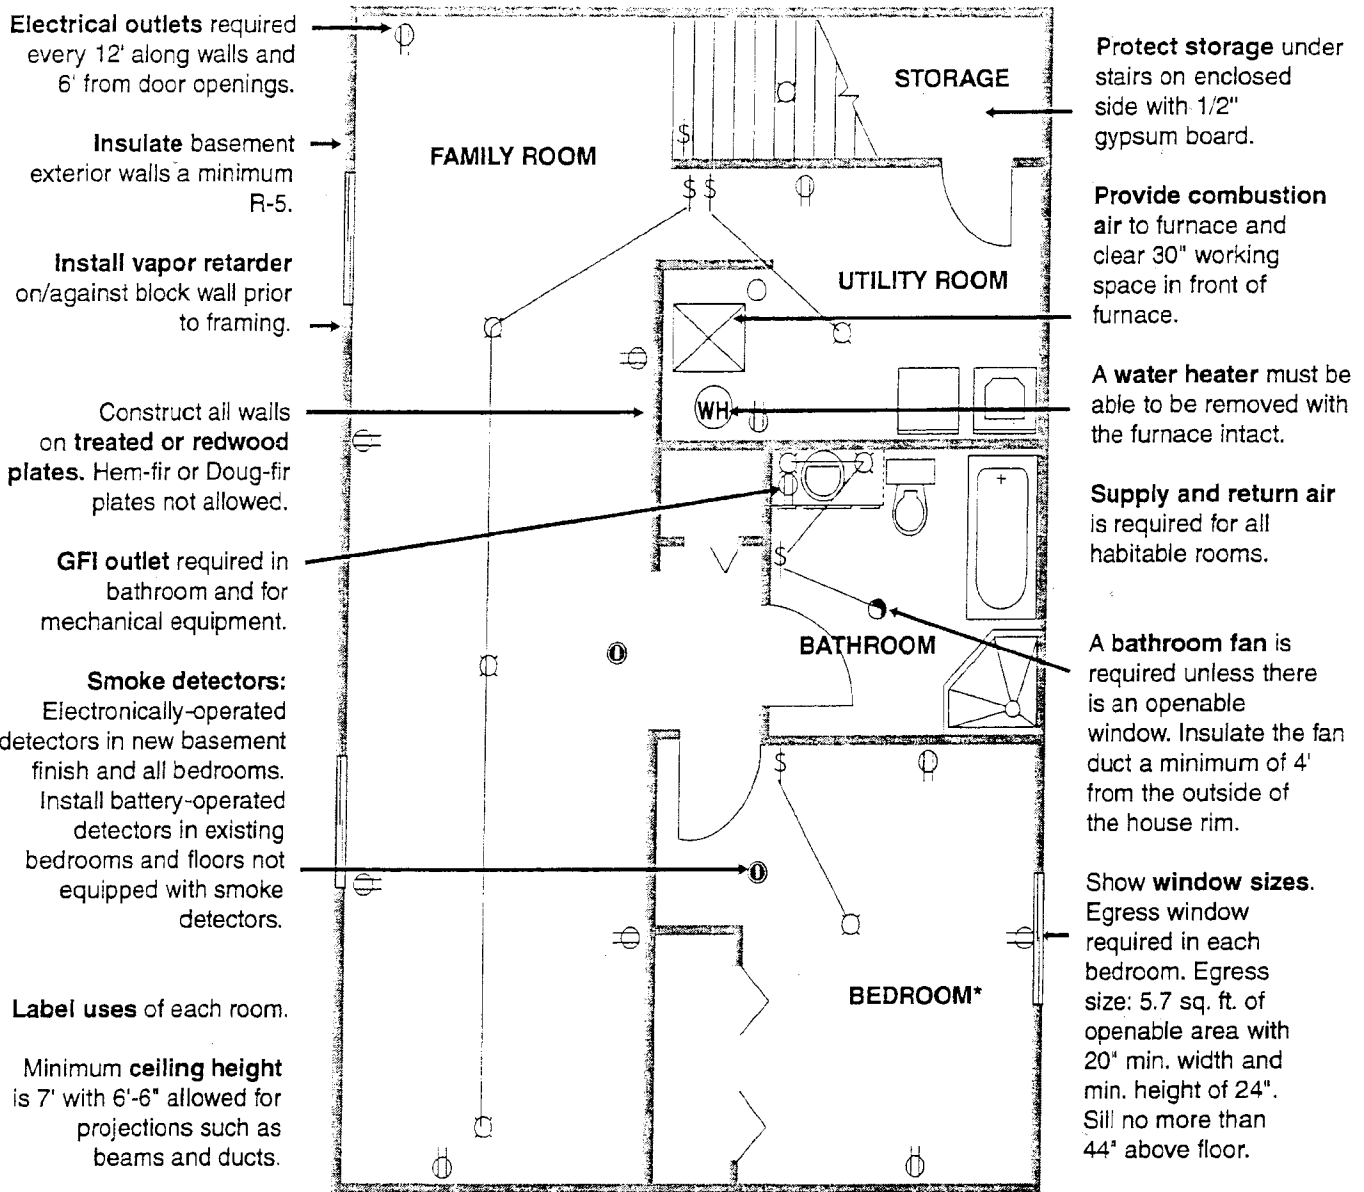 Electrical outlets required
every 12' along walls and
6' from door openings.
Insulate basement
exterior walls a minimum
R-5.
Install vapor retarder
on/against block wall prior
to framing.
Construct all walls
on treated or redwood
plates. Hem-fir or Doug-fir
plates not allowed.
GFI outlet required in
bathroom and for
mechanical equipment.
Smoke detectors:
Electronically-operated
detectors in new basement
finish and all bedrooms.
Install battery-operated
detectors in existing
bedrooms and floors not
equipped with smoke
detectors.
Label uses of each room.
Minimum ceiling height
is 7' with 6'-6" allowed for
projections such as
beams and ducts.
FAMILY ROOM
STORAGE
$
$ $
UTILITY ROOM
WH
$
BATHROOM
$
BEDROOM*
Protect storage under
stairs on enclosed
side with 1/2"
gypsum board.
Provide combustion
air to furnace and
clear 30" working
space in front of
furnace.
A water heater must be
able to be removed with
the furnace intact.
Supply and return air
is required for all
habitable rooms.
A bathroom fan is
required unless there
is an openable
window. Insulate the fan
duct a minimum of 4'
from the outside of
the house rim.
Show window sizes.
Egress window
required in each
bedroom. Egress
size: 5.7 sq. ft. of
openable area with
20" min. width and
min. height of 24".
Sill no more than
44" above floor.